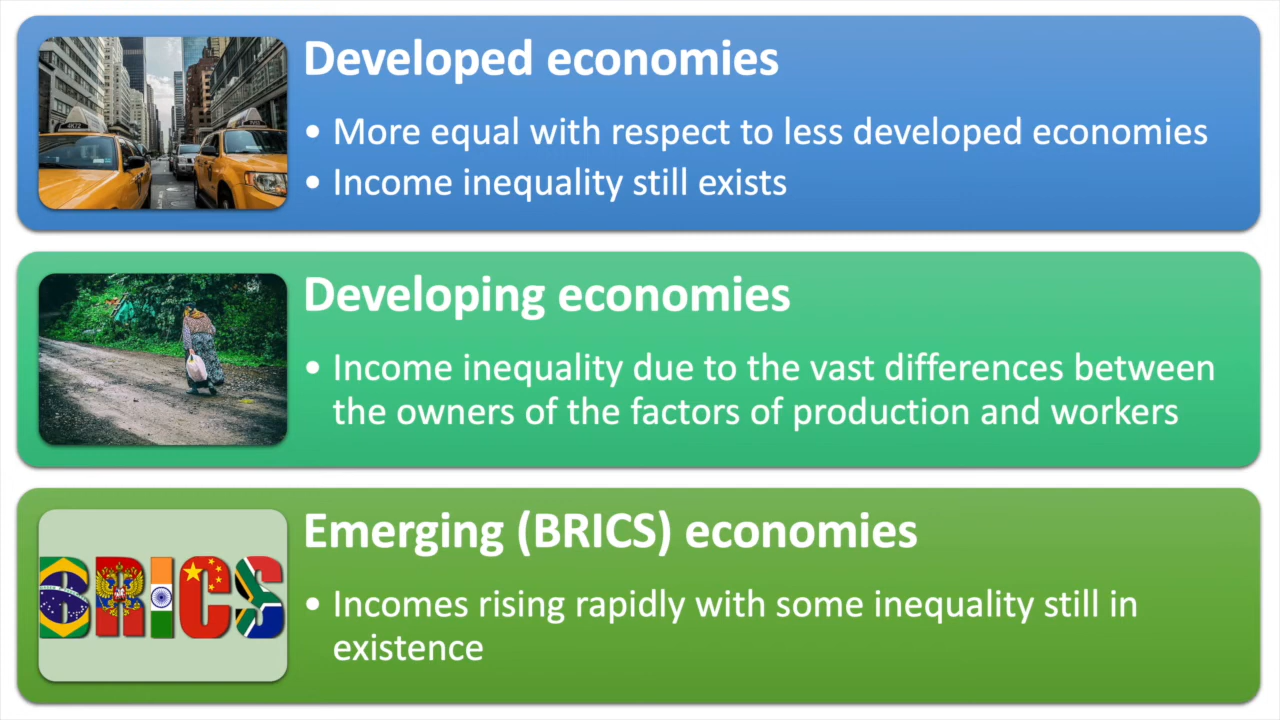 Developed economies
• More equal with respect to less developed economies
• Income inequality still exists
Developing economies
• Income inequality due to the vast differences between
the owners of the factors of production and workers
BRICS
Emerging (BRICS) economies
• Incomes rising rapidly with some inequality still in
existence